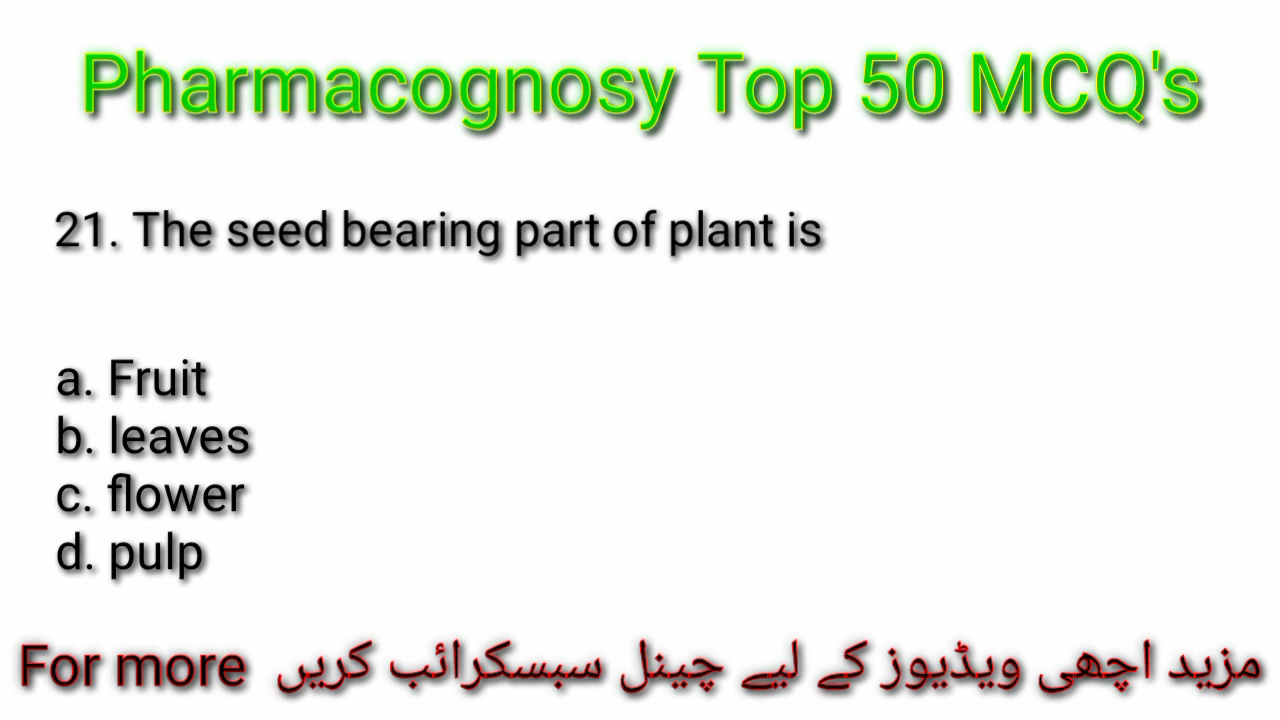 Pharmacognosy Top 50 MCQ's
21. The seed bearing part of plant is
a. Fruit
b. leaves
c. flower
d. pulp
For more مزید اچھی ویڈیوز کے لیے چینل سبسکرائب کریں